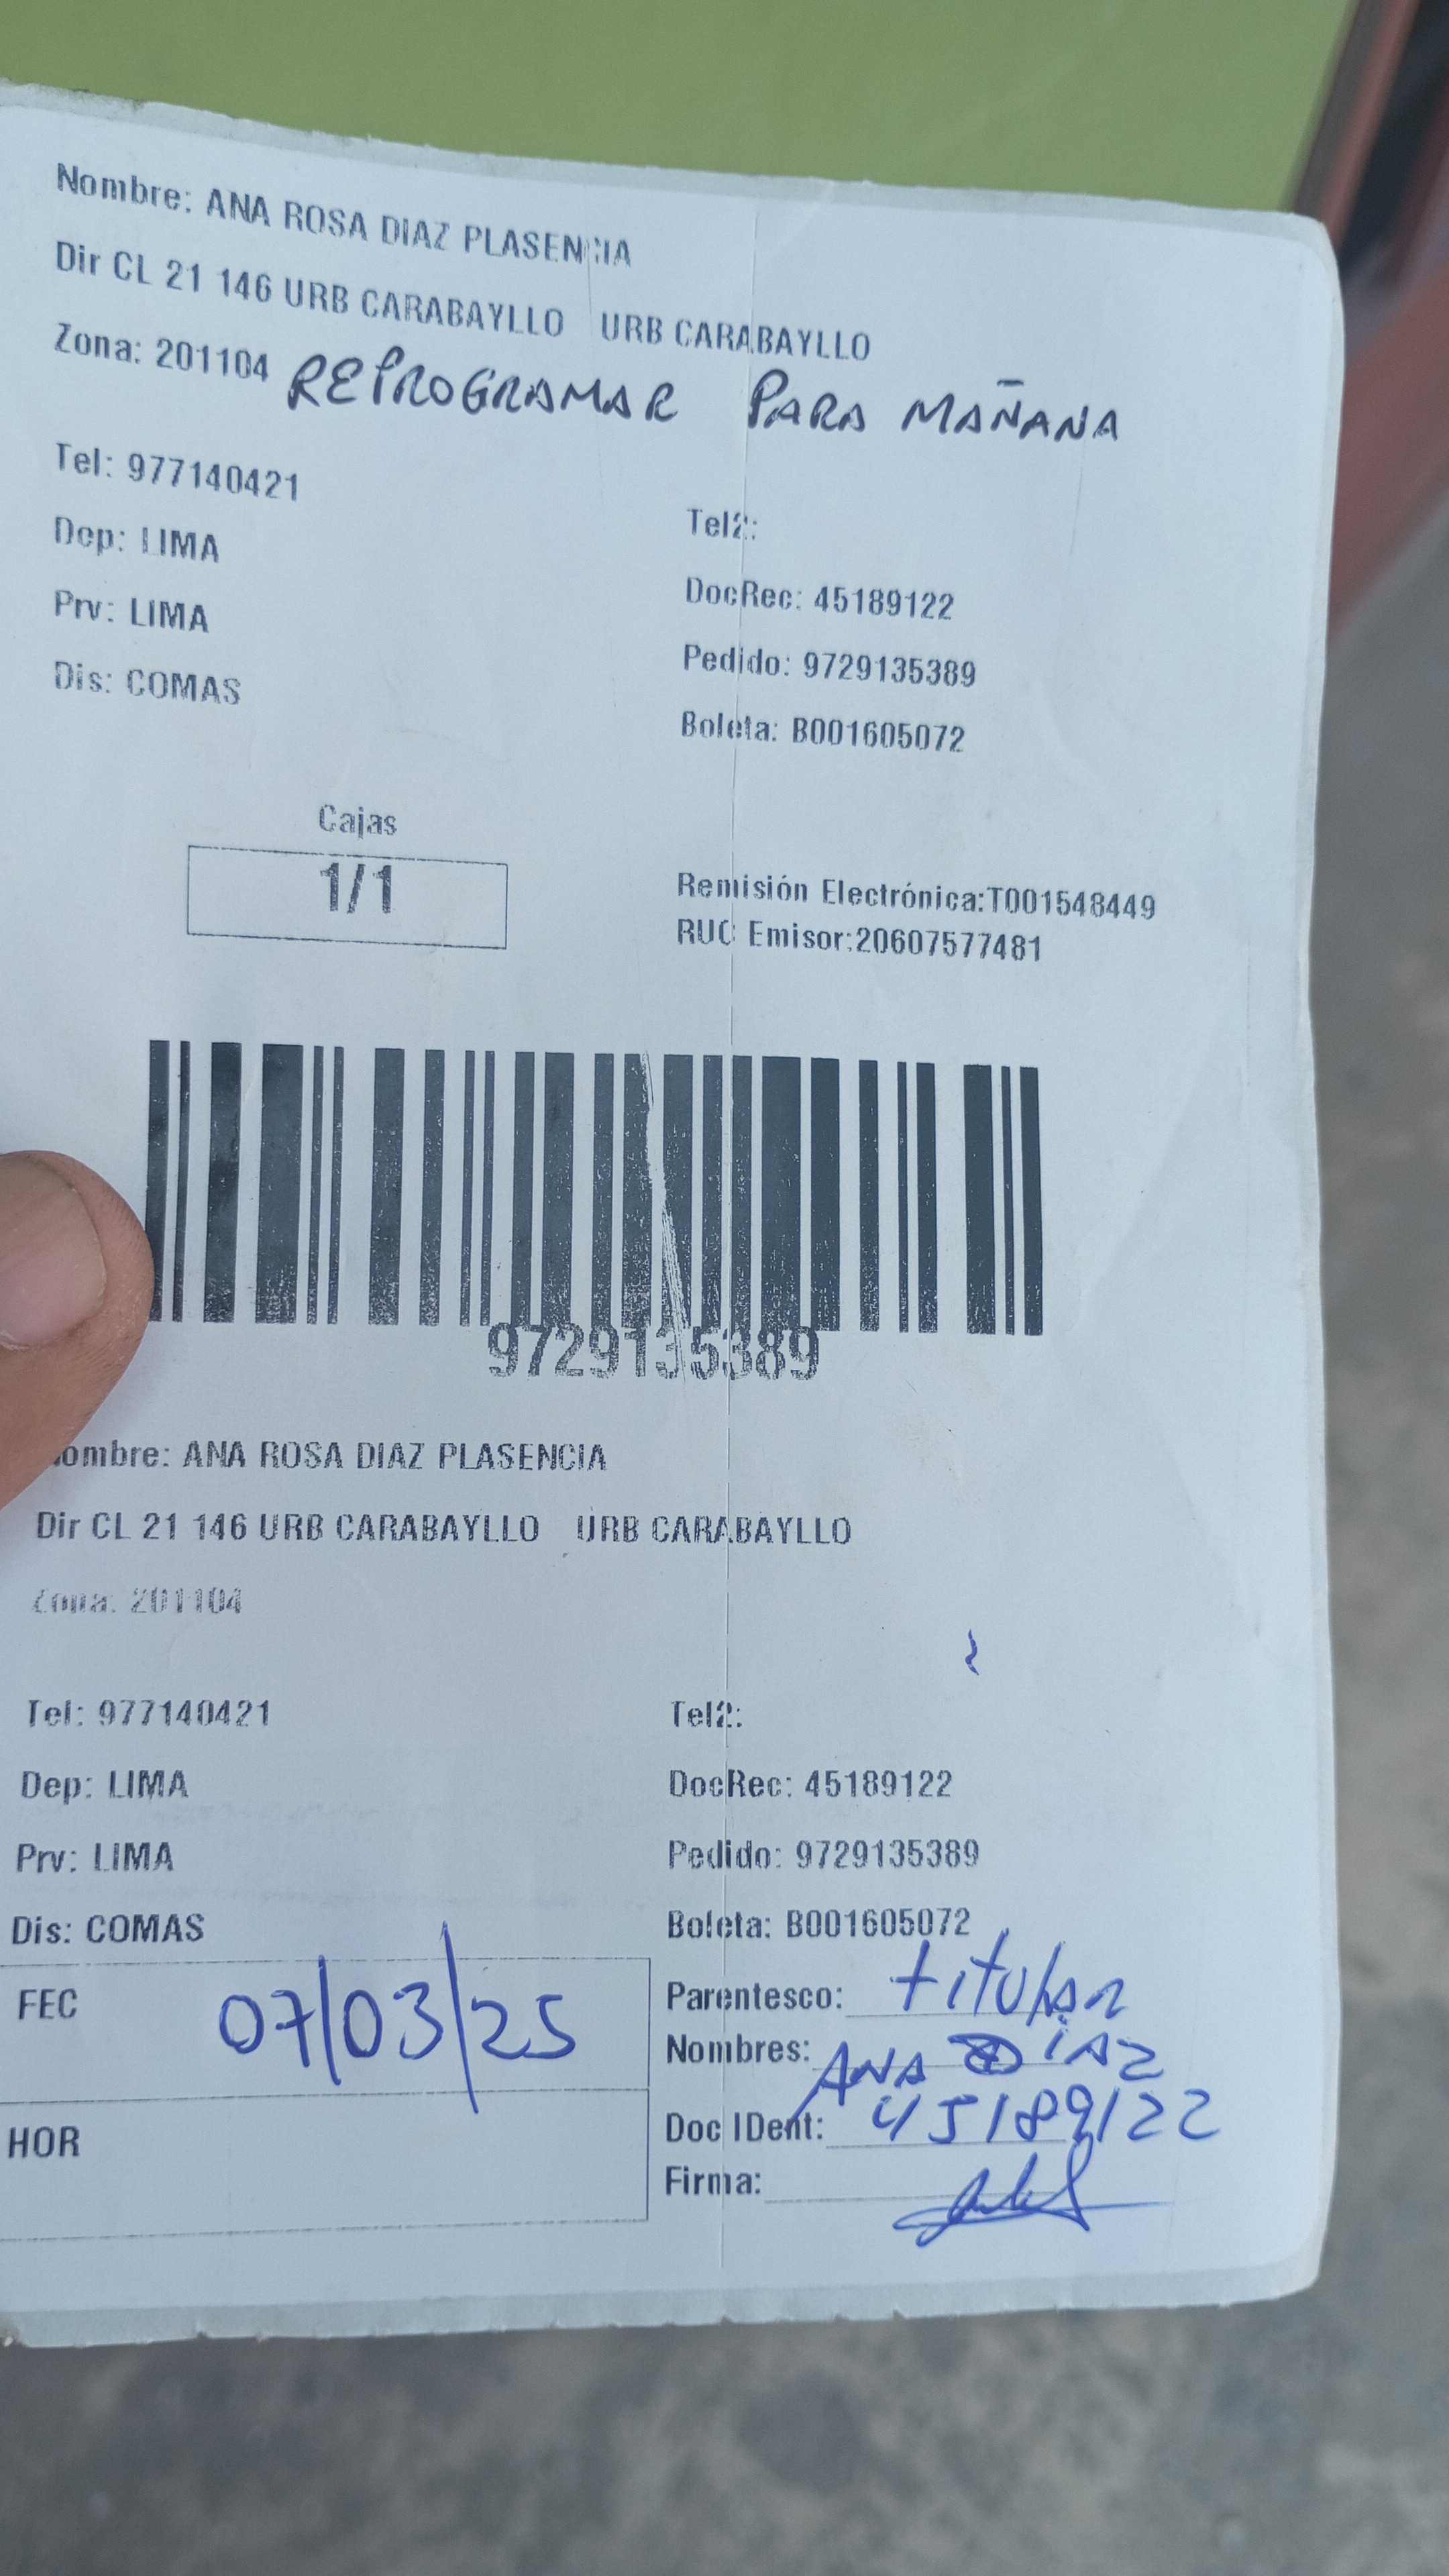 Nombre: ANA ROSA DIAZ PLASENCIA
Dir CL 21 146 URB CARABAYLLO URB CARABAYLLO
Zona: 201104 REPROGRAMAR PARA MAÑANA
Tel: 977140421
Tel2:
Dep: LIMA
DocRec: 45189122
Prv: LIMA
Pedido: 9729135389
Dis: COMAS
Boleta: B001605072
Cajas
1/1
Remisión Electrónica:T001548449
RUC Emisor:20607577481
9729135389
Nombre: ANA ROSA DIAZ PLASENCIA
Dir CL 21 146 URB CARABAYLLO URB CARABAYLLO
Zona: 201104
Tel: 977140421
Tel2:
Dep: LIMA
DocRec: 45189122
Prv: LIMA
Pedido: 9729135389
Dis: COMAS
Boleta: B001605072
FEC 07/03/25
Parentesco: titular
Nombres: ANA DIAZ
HOR
Doc IDent: 45189122
Firma: